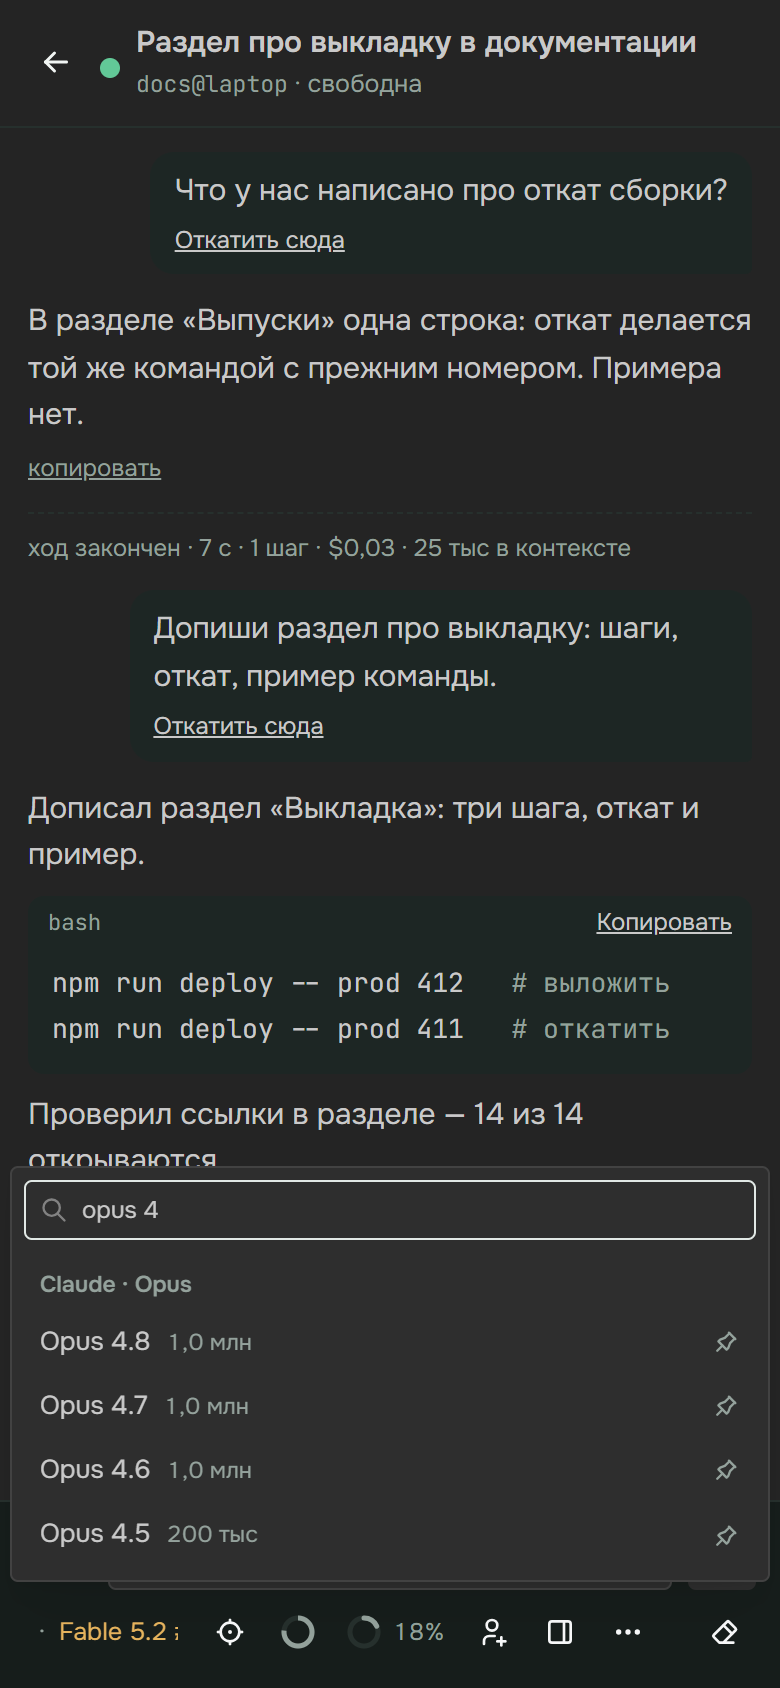 Раздел про выкладку в документации
docs@laptop · свободна
Что у нас написано про откат сборки?
Откатить сюда
В разделе «Выпуски» одна строка: откат делается
той же командой с прежним номером. Примера
нет.
копировать
ход закончен · 7 с · 1 шаг · $0,03 · 25 тыс в контексте
Допиши раздел про выкладку: шаги,
откат, пример команды.
Откатить сюда
Дописал раздел «Выкладка»: три шага, откат и
пример.
bash Копировать
npm run deploy -- prod 412 # выложить
npm run deploy -- prod 411 # откатить
Проверил ссылки в разделе — 14 из 14
открываются
opus 4
Claude · Opus
Opus 4.8 1,0 млн
Opus 4.7 1,0 млн
Opus 4.6 1,0 млн
Opus 4.5 200 тыс
· Fable 5.2 18%